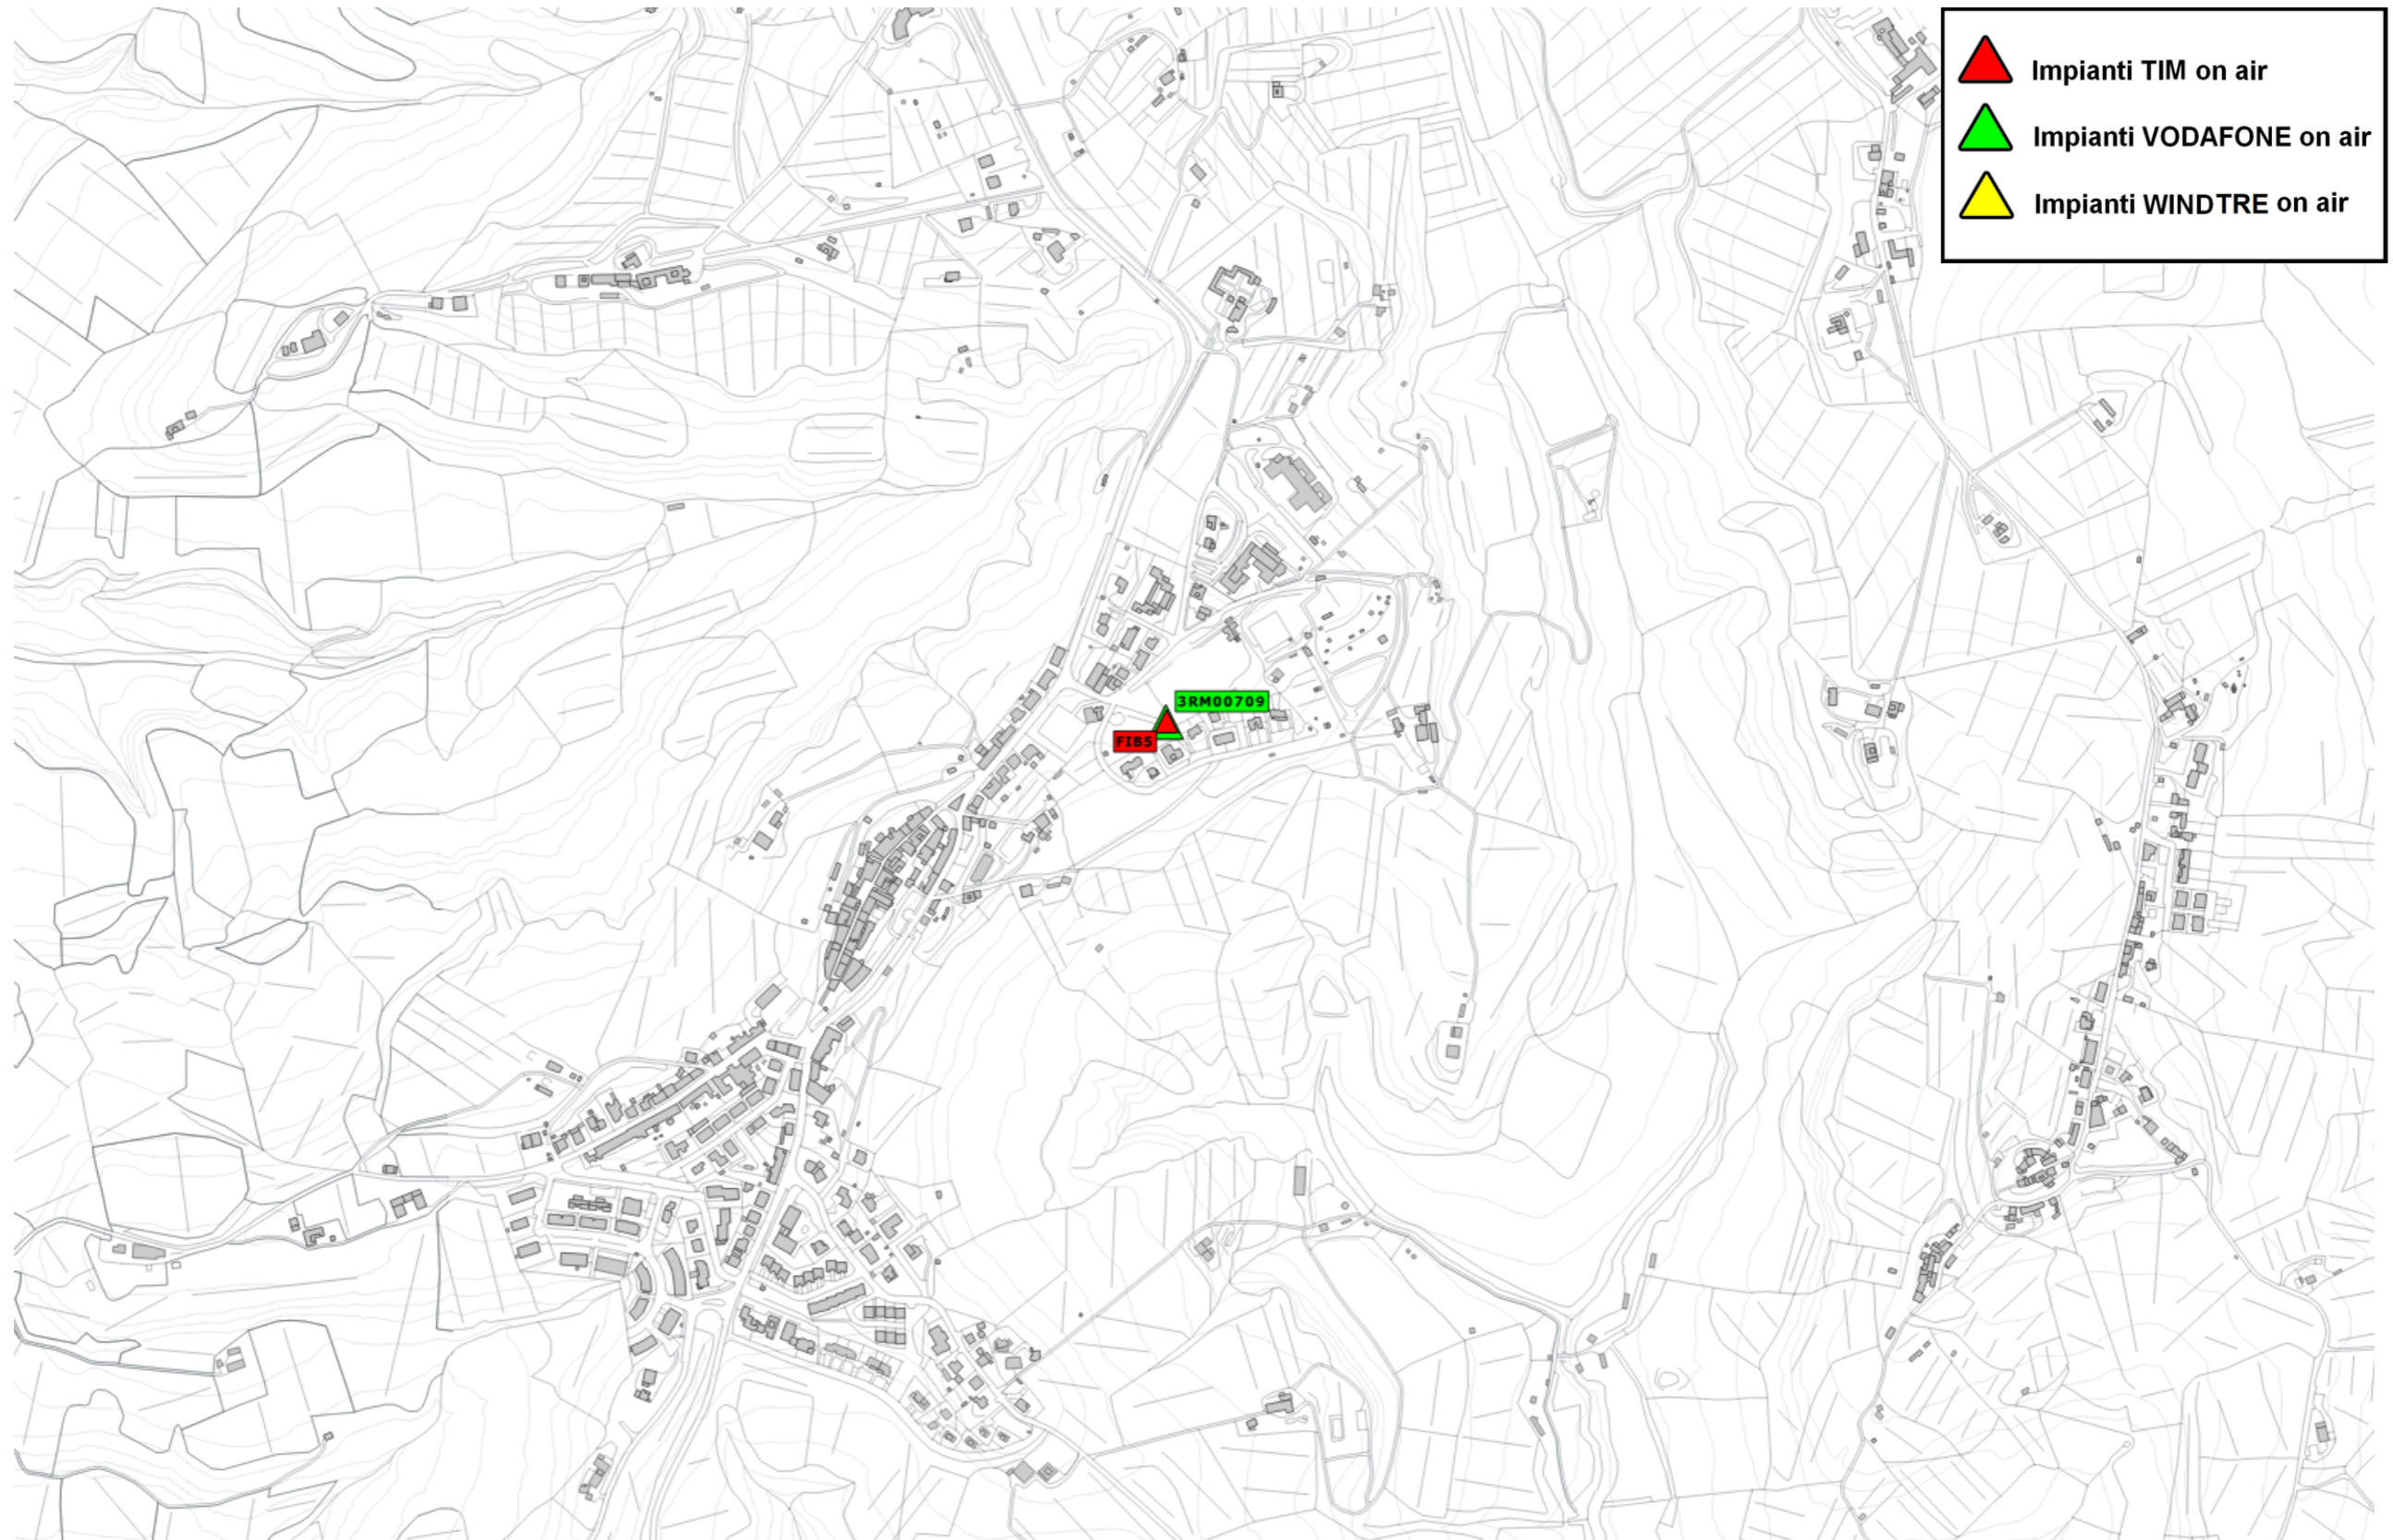 Impianti TIM on air
Impianti VODAFONE on air
Impianti WINDTRE on air
3RM00709
FIB5